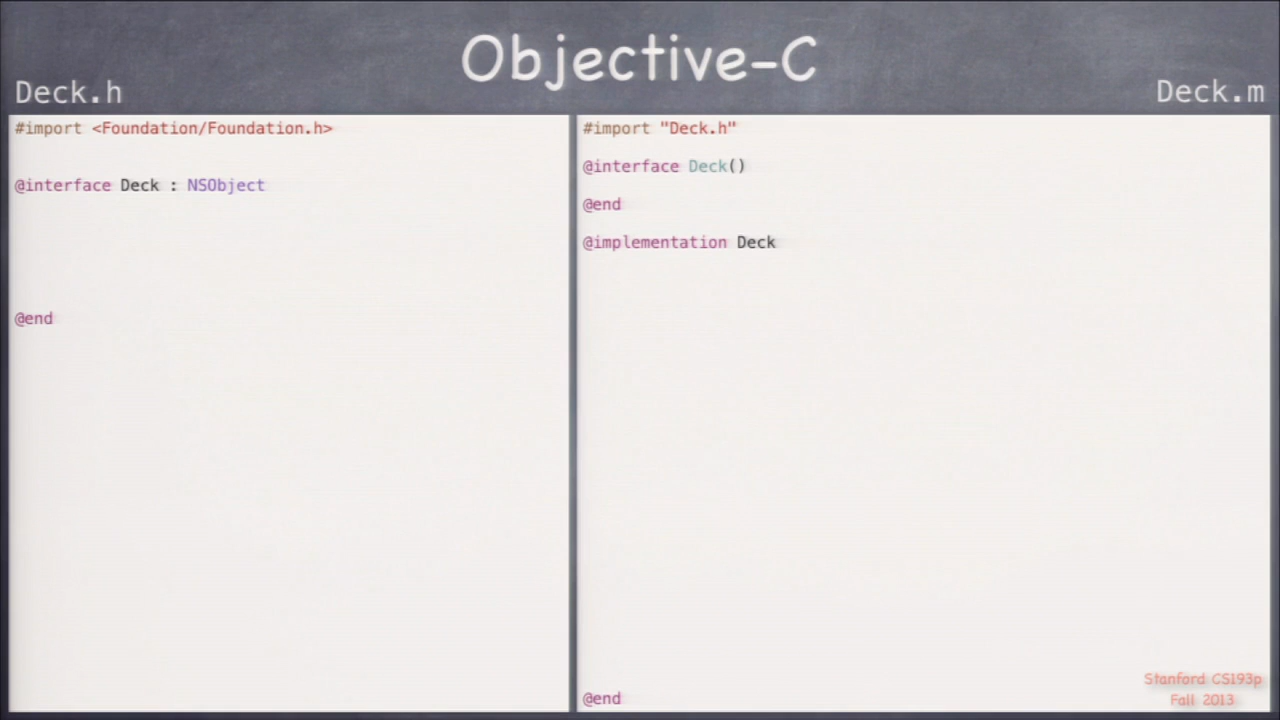 Objective-C
Deck.h
Deck.m
#import <Foundation/Foundation.h>
@interface Deck : NSObject
@end
#import "Deck.h"
@interface Deck()
@end
@implementation Deck
@end
Stanford CS193p
Fall 2013